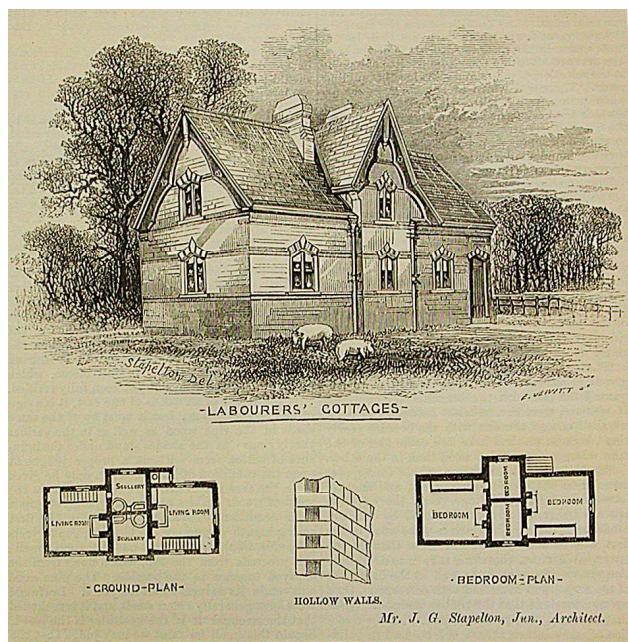 Stapelton Del.
-LABOURERS' COTTAGES-
SCULLERY
LIVING ROOM
LIVING ROOM
SCULLERY
-GROUND-PLAN-
HOLLOW WALLS.
BEDROOM
BEDROOM
BEDROOM
BEDROOM
-BEDROOM-PLAN-
Mr. J. G. Stapelton, Jun., Architect.